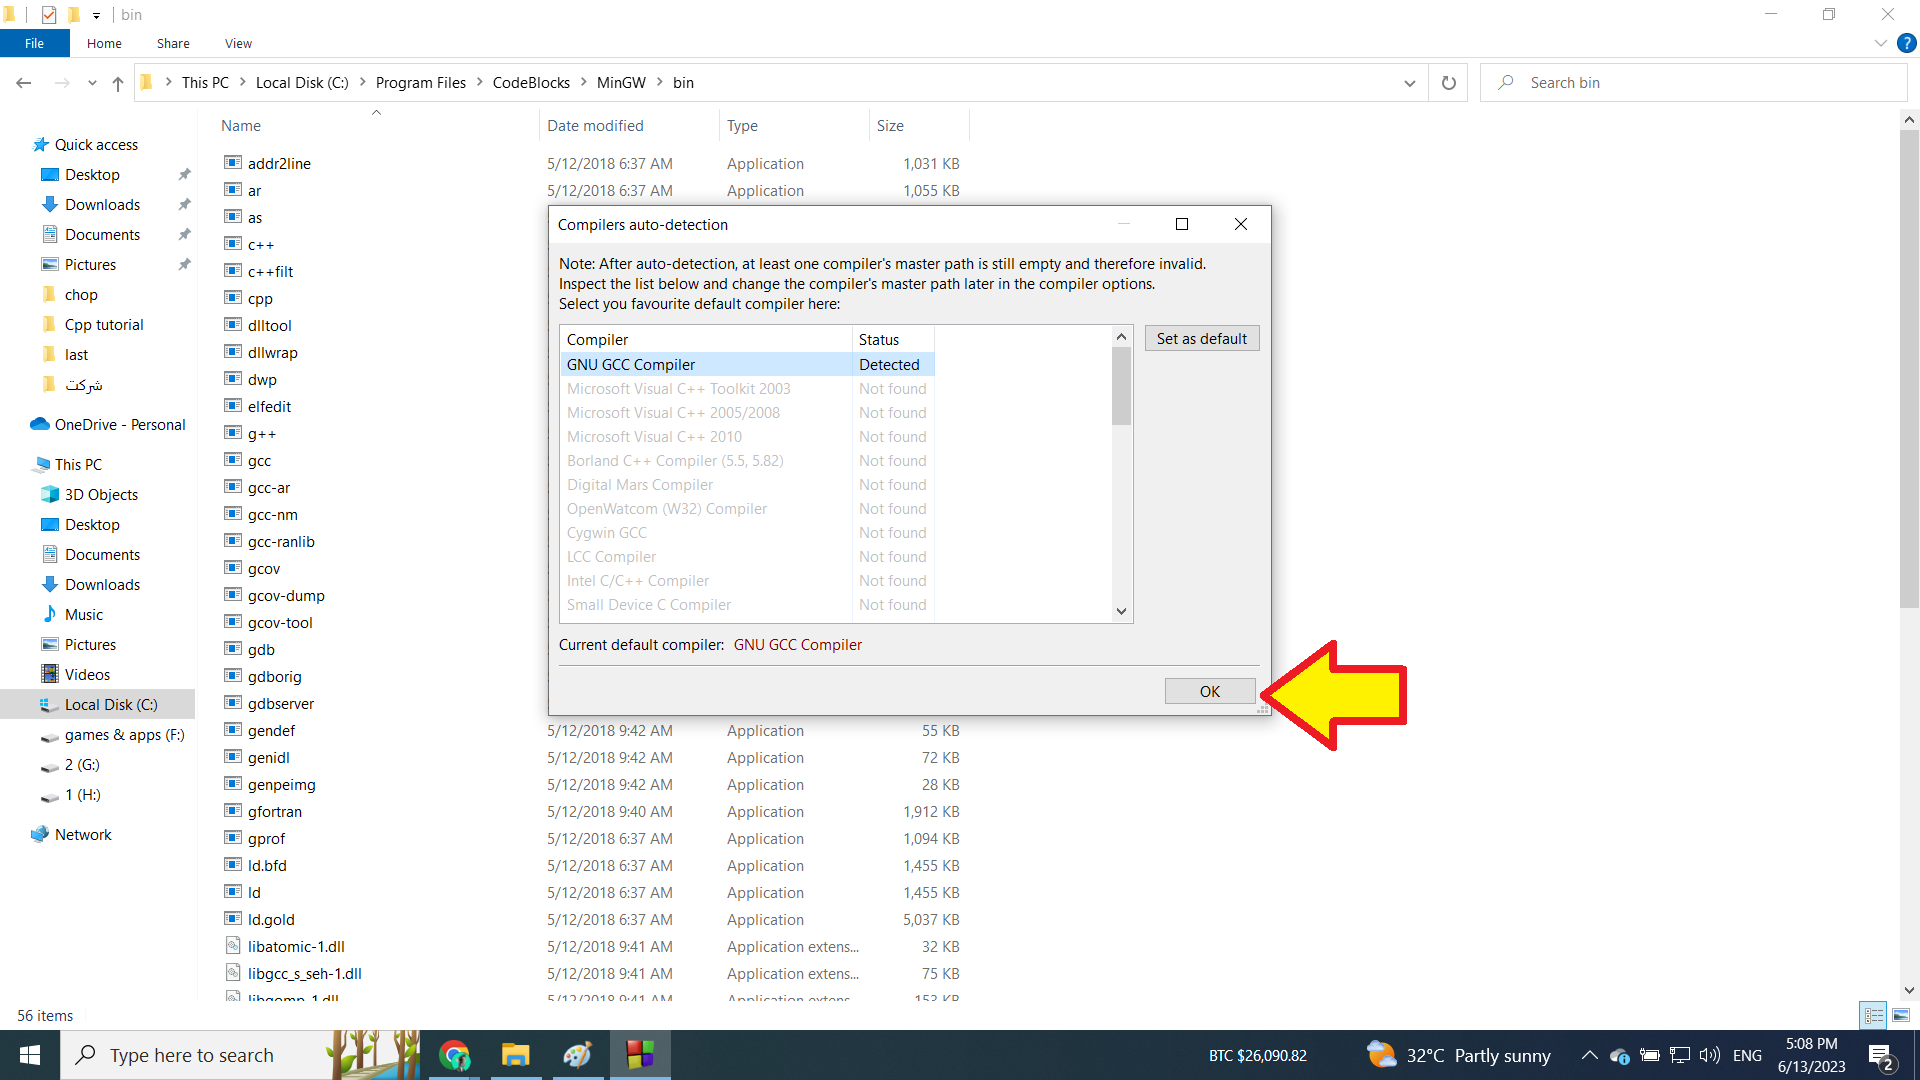 bin
File Home Share View
This PC Local Disk (C:) Program Files CodeBlocks MinGW bin
Search bin
Name Date modified Type Size
Quick access
Desktop
Downloads
Documents
Pictures
chop
Cpp tutorial
last
شرکت
OneDrive - Personal
This PC
3D Objects
Desktop
Documents
Downloads
Music
Pictures
Videos
Local Disk (C:)
games & apps (F:)
2 (G:)
1 (H:)
Network
addr2line 5/12/2018 6:37 AM Application 1,031 KB
ar 5/12/2018 6:37 AM Application 1,055 KB
as
c++
c++filt
cpp
dlltool
dllwrap
dwp
elfedit
g++
gcc
gcc-ar
gcc-nm
gcc-ranlib
gcov
gcov-dump
gcov-tool
gdb
gdborig
gdbserver
gendef 5/12/2018 9:42 AM Application 55 KB
genidl 5/12/2018 9:42 AM Application 72 KB
genpeimg 5/12/2018 9:42 AM Application 28 KB
gfortran 5/12/2018 9:40 AM Application 1,912 KB
gprof 5/12/2018 6:37 AM Application 1,094 KB
ld.bfd 5/12/2018 6:37 AM Application 1,455 KB
ld 5/12/2018 6:37 AM Application 1,455 KB
ld.gold 5/12/2018 6:37 AM Application 5,037 KB
libatomic-1.dll 5/12/2018 9:41 AM Application extens... 32 KB
libgcc_s_seh-1.dll 5/12/2018 9:41 AM Application extens... 75 KB
libgomp-1.dll 5/12/2018 9:41 AM Application extens... 153 KB
Compilers auto-detection
Note: After auto-detection, at least one compiler's master path is still empty and therefore invalid.
Inspect the list below and change the compiler's master path later in the compiler options.
Select you favourite default compiler here:
Compiler Status
GNU GCC Compiler Detected
Microsoft Visual C++ Toolkit 2003 Not found
Microsoft Visual C++ 2005/2008 Not found
Microsoft Visual C++ 2010 Not found
Borland C++ Compiler (5.5, 5.82) Not found
Digital Mars Compiler Not found
OpenWatcom (W32) Compiler Not found
Cygwin GCC Not found
LCC Compiler Not found
Intel C/C++ Compiler Not found
Small Device C Compiler Not found
Set as default
Current default compiler: GNU GCC Compiler
OK
56 items
Type here to search
BTC $26,090.82
32°C Partly sunny
ENG
5:08 PM
6/13/2023
2